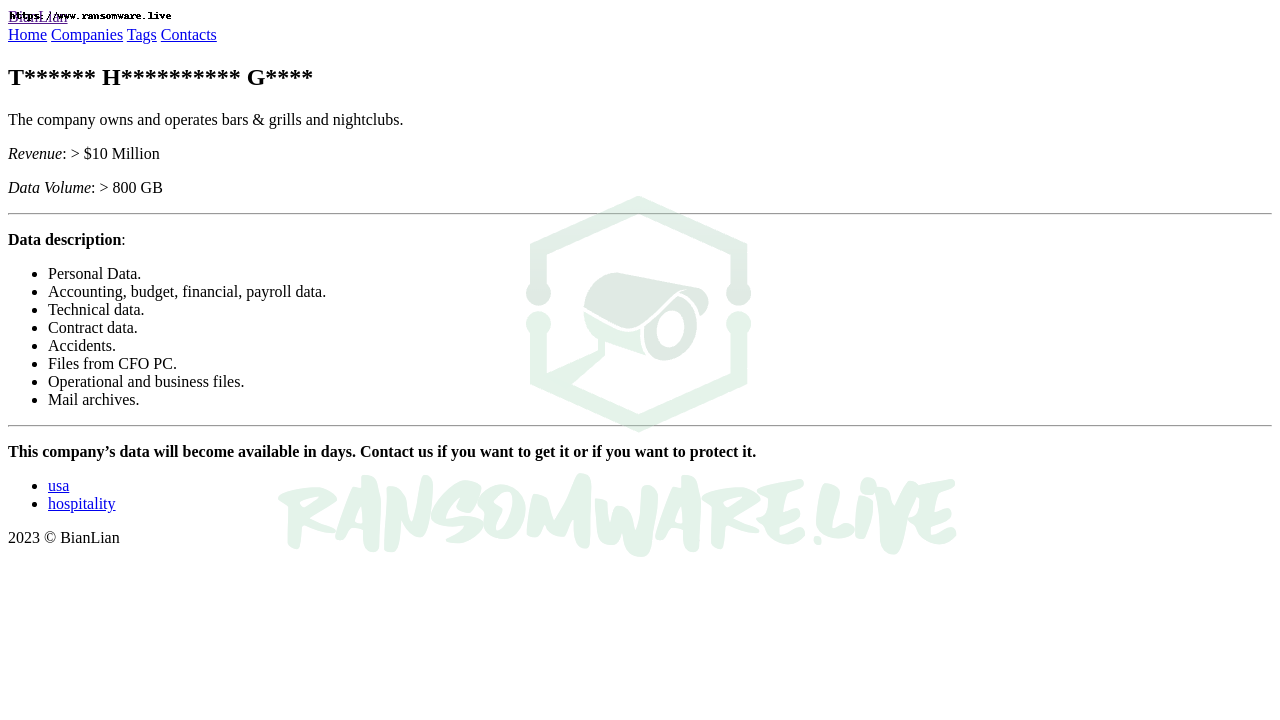 https://www.ransomware.live
BianLian
Home Companies Tags Contacts
T****** H********** G****
The company owns and operates bars & grills and nightclubs.
Revenue: > $10 Million
Data Volume: > 800 GB
Data description:
Personal Data.
Accounting, budget, financial, payroll data.
Technical data.
Contract data.
Accidents.
Files from CFO PC.
Operational and business files.
Mail archives.
This company’s data will become available in days. Contact us if you want to get it or if you want to protect it.
usa
hospitality
RANSOMWARE.LIVE
2023 © BianLian